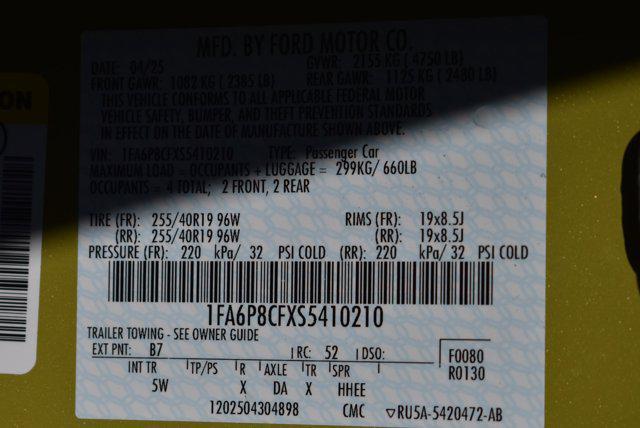 MFD. BY FORD MOTOR CO.
DATE: 04/25 GVWR: 2155 KG ( 4750 LB)
FRONT GAWR: 1082 KG ( 2385 LB) REAR GAWR: 1125 KG ( 2480 LB)
THIS VEHICLE CONFORMS TO ALL APPLICABLE FEDERAL MOTOR
VEHICLE SAFETY, BUMPER, AND THEFT PREVENTION STANDARDS
IN EFFECT ON THE DATE OF MANUFACTURE SHOWN ABOVE.
VIN: 1FA6P8CFXS5410210 TYPE: Passenger Car
MAXIMUM LOAD = OCCUPANTS + LUGGAGE = 299KG/ 660LB
OCCUPANTS = 4 TOTAL; 2 FRONT, 2 REAR
TIRE (FR): 255/40R19 96W RIMS (FR): 19x8.5J
(RR): 255/40R19 96W (RR): 19x8.5J
PRESSURE (FR): 220 kPa/ 32 PSI COLD (RR): 220 kPa/ 32 PSI COLD
1FA6P8CFXS5410210
TRAILER TOWING - SEE OWNER GUIDE
EXT PNT: B7 RC: 52 DSO: F0080
R0130
INT TR TP/PS R AXLE TR SPR
5W X DA X HHEE
1202504304898 CMC ▽RU5A-5420472-AB
ON